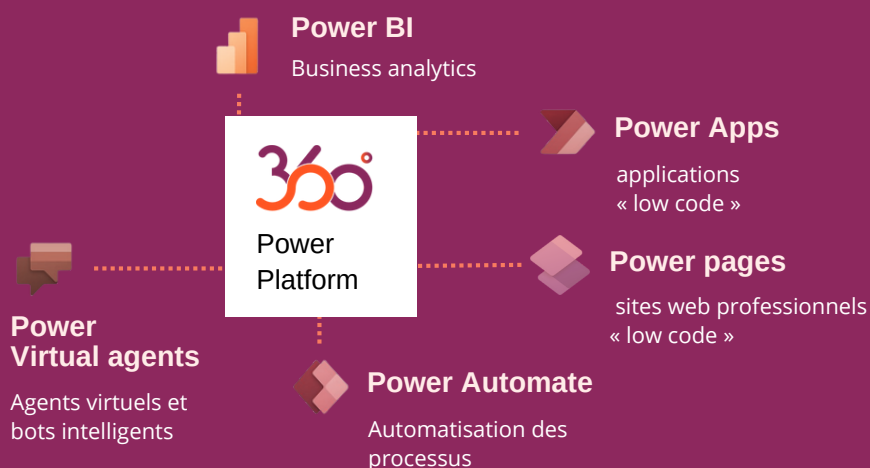 Power BI
Business analytics
360°
Power
Platform
Power Apps
applications
« low code »
Power pages
sites web professionnels
« low code »
Power
Virtual agents
Agents virtuels et
bots intelligents
Power Automate
Automatisation des
processus